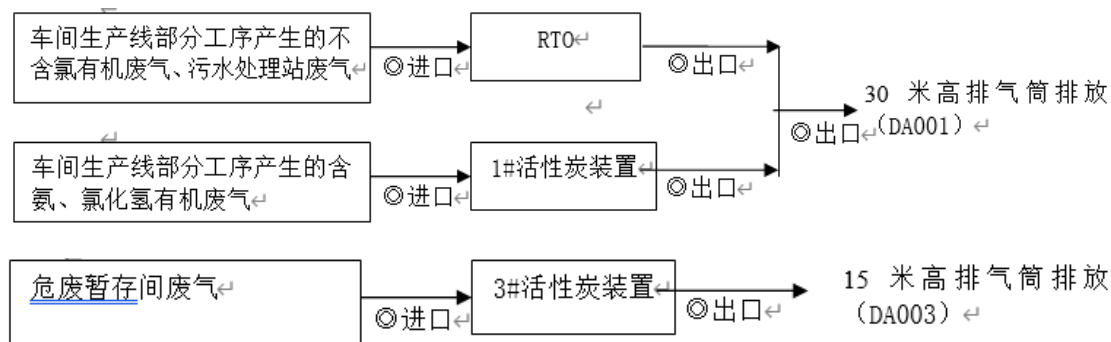 车间生产线部分工序产生的不
含氯有机废气、污水处理站废气
◎进口
RTO
◎出口
车间生产线部分工序产生的含
氨、氯化氢有机废气
◎进口
1#活性炭装置
◎出口
◎出口
30 米高排气筒排放
（DA001）
危废暂存间废气
◎进口
3#活性炭装置
◎出口
15 米高排气筒排放
（DA003）